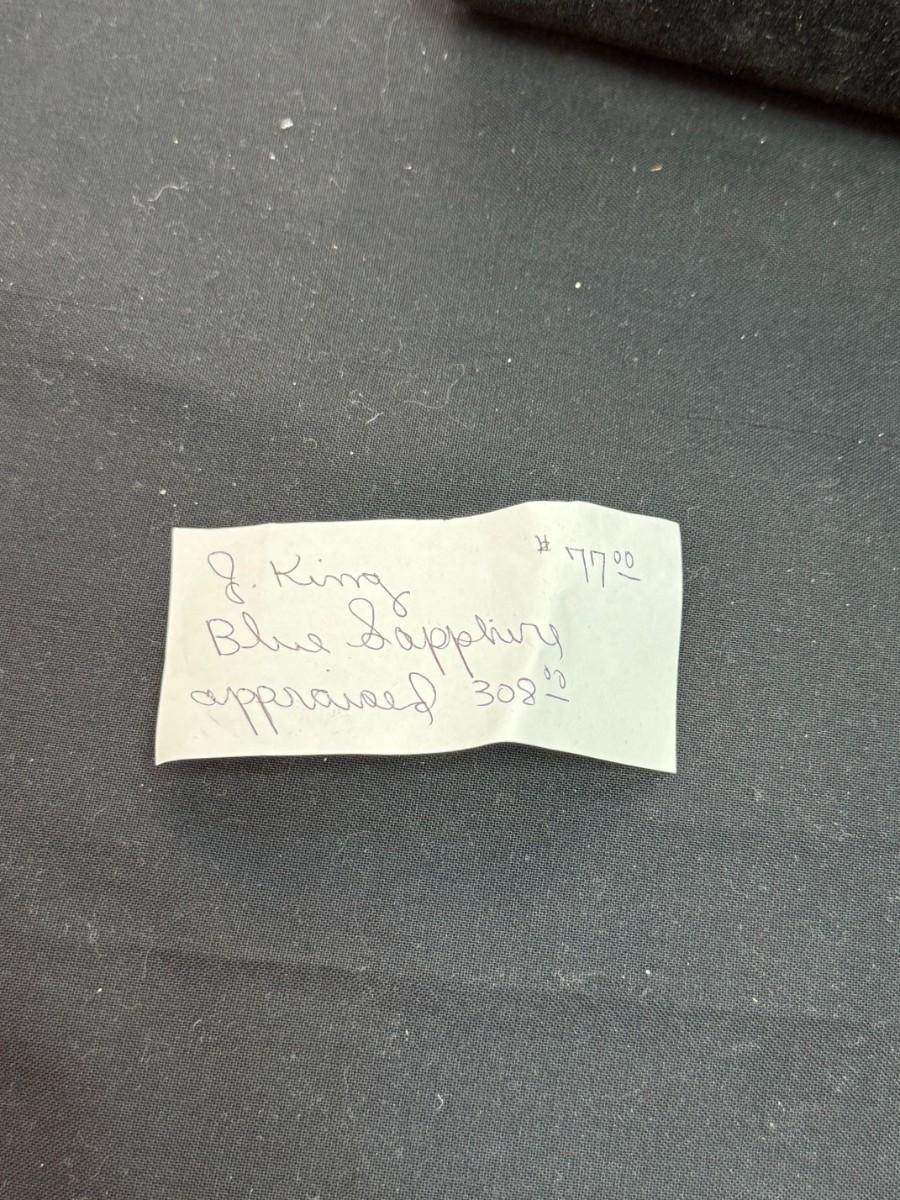 J. King $ 77.00
Blue Sapphire
appraised 308.00